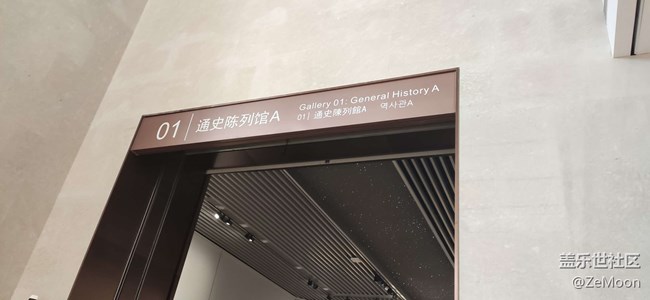 01 通史陈列馆A
Gallery 01: General History A
01| 通史陳列館A 역사관A
盖乐世社区
@ZeMoon